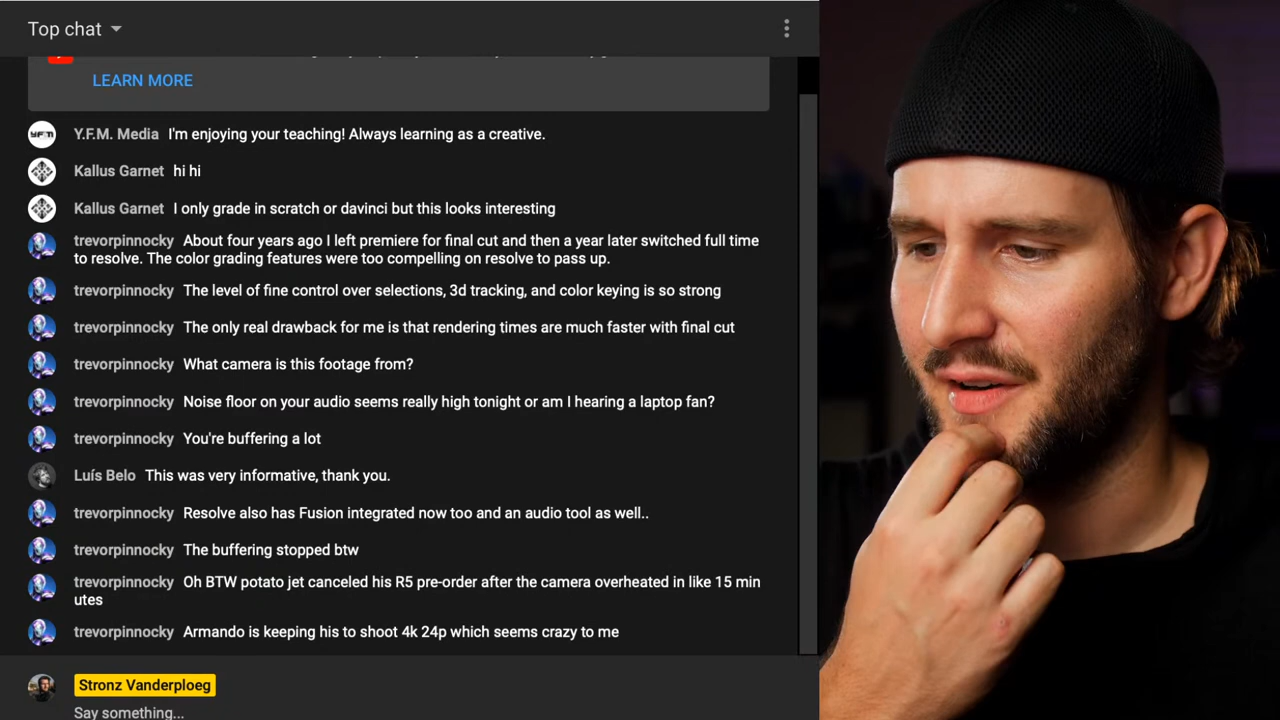 Top chat
LEARN MORE
Y.F.M. Media I'm enjoying your teaching! Always learning as a creative.
Kallus Garnet hi hi
Kallus Garnet I only grade in scratch or davinci but this looks interesting
trevorpinnocky About four years ago I left premiere for final cut and then a year later switched full time
to resolve. The color grading features were too compelling on resolve to pass up.
trevorpinnocky The level of fine control over selections, 3d tracking, and color keying is so strong
trevorpinnocky The only real drawback for me is that rendering times are much faster with final cut
trevorpinnocky What camera is this footage from?
trevorpinnocky Noise floor on your audio seems really high tonight or am I hearing a laptop fan?
trevorpinnocky You're buffering a lot
Luís Belo This was very informative, thank you.
trevorpinnocky Resolve also has Fusion integrated now too and an audio tool as well..
trevorpinnocky The buffering stopped btw
trevorpinnocky Oh BTW potato jet canceled his R5 pre-order after the camera overheated in like 15 min
utes
trevorpinnocky Armando is keeping his to shoot 4k 24p which seems crazy to me
Stronz Vanderploeg
Say something...